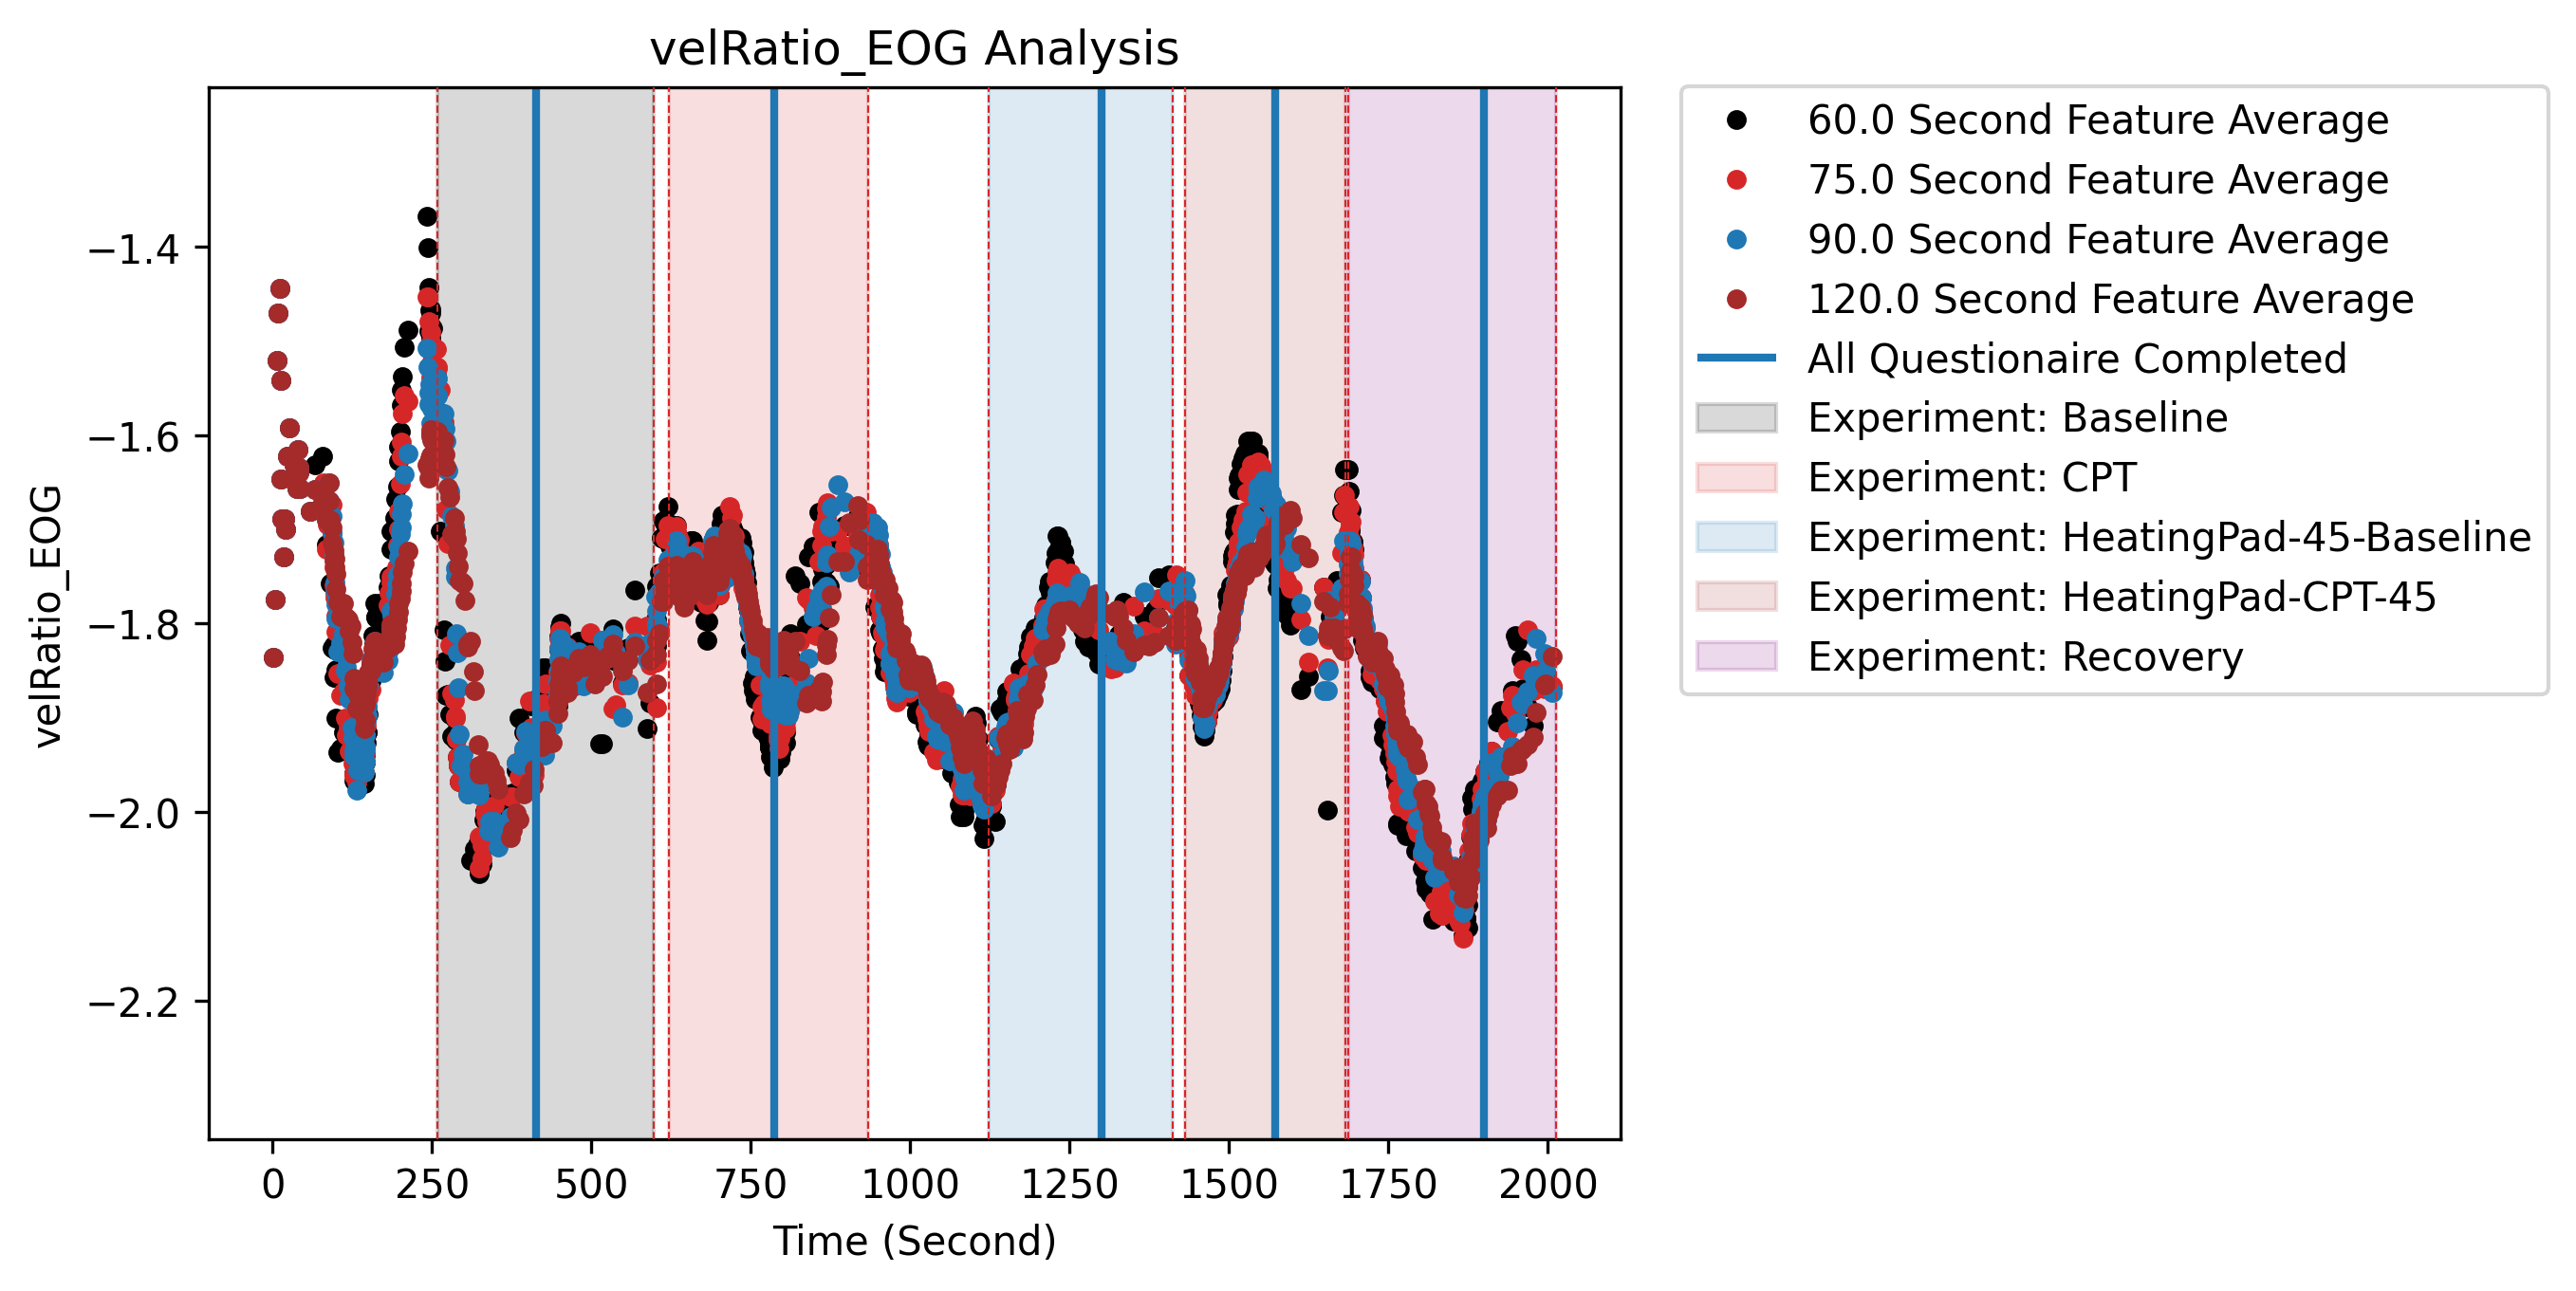 velRatio_EOG Analysis
velRatio_EOG
−1.4
−1.6
−1.8
−2.0
−2.2
0 250 500 750 1000 1250 1500 1750 2000
Time (Second)
60.0 Second Feature Average
75.0 Second Feature Average
90.0 Second Feature Average
120.0 Second Feature Average
All Questionaire Completed
Experiment: Baseline
Experiment: CPT
Experiment: HeatingPad-45-Baseline
Experiment: HeatingPad-CPT-45
Experiment: Recovery